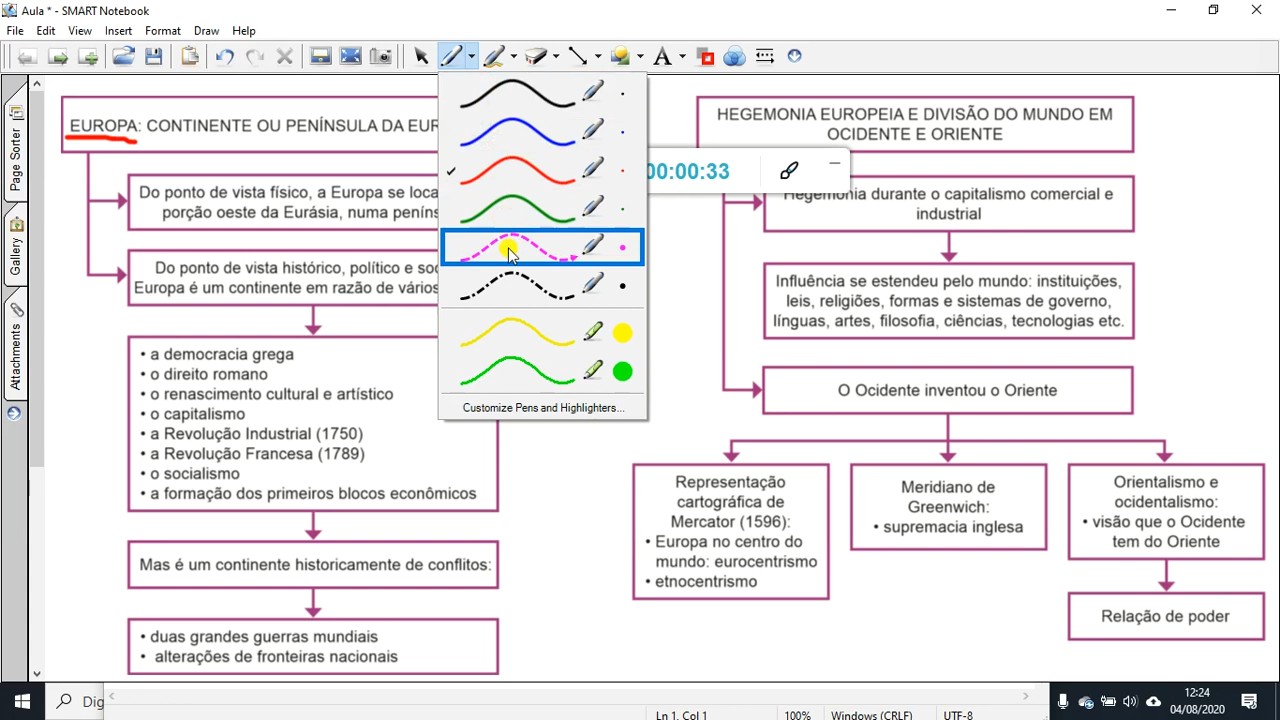 Aula * - SMART Notebook
File Edit View Insert Format Draw Help
Page Sorter
Gallery
Attachments
EUROPA: CONTINENTE OU PENÍNSULA DA EUR
Do ponto de vista físico, a Europa se loca
porção oeste da Eurásia, numa peníns
Do ponto de vista histórico, político e soc
Europa é um continente em razão de vários
• a democracia grega
• o direito romano
• o renascimento cultural e artístico
• o capitalismo
• a Revolução Industrial (1750)
• a Revolução Francesa (1789)
• o socialismo
• a formação dos primeiros blocos econômicos
Mas é um continente historicamente de conflitos:
• duas grandes guerras mundiais
• alterações de fronteiras nacionais
Customize Pens and Highlighters...
00:00:33
HEGEMONIA EUROPEIA E DIVISÃO DO MUNDO EM
OCIDENTE E ORIENTE
Hegemonia durante o capitalismo comercial e
industrial
Influência se estendeu pelo mundo: instituições,
leis, religiões, formas e sistemas de governo,
línguas, artes, filosofia, ciências, tecnologias etc.
O Ocidente inventou o Oriente
Representação
cartográfica de
Mercator (1596):
• Europa no centro do
mundo: eurocentrismo
• etnocentrismo
Meridiano de
Greenwich:
• supremacia inglesa
Orientalismo e
ocidentalismo:
• visão que o Ocidente
tem do Oriente
Relação de poder
Dig
Ln 1, Col 1 100% Windows (CRLF) UTF-8
12:24
04/08/2020